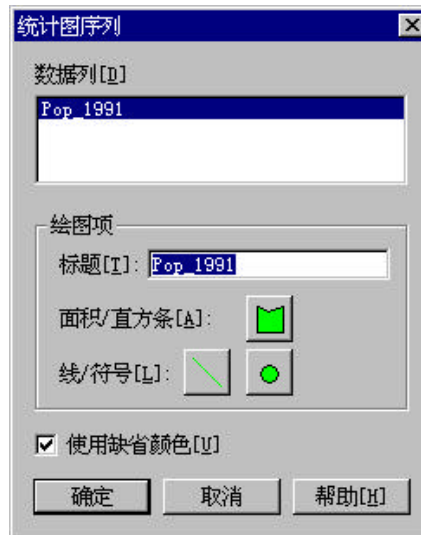 统计图序列
数据列[D]
Pop_1991
绘图项
标题[T]: Pop_1991
面积/直方条[A]:
线/符号[L]:
使用缺省颜色[U]
确定 取消 帮助[H]